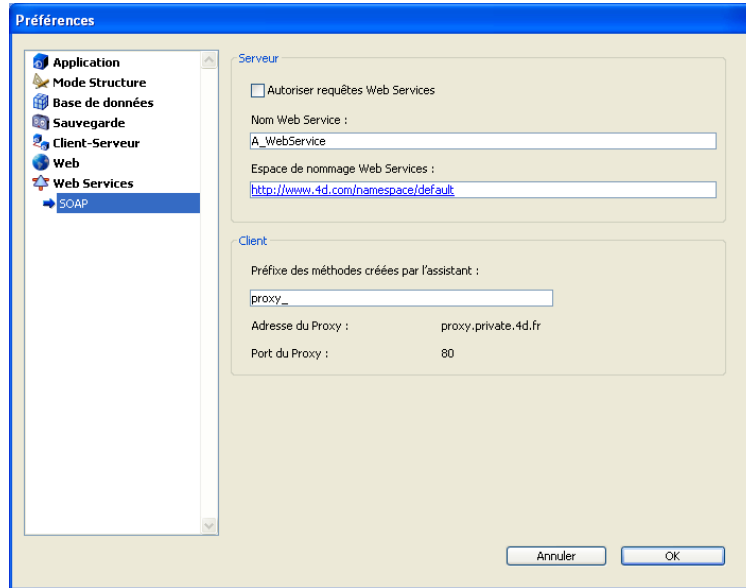 Préférences
Application
Mode Structure
Base de données
Sauvegarde
Client-Serveur
Web
Web Services
SOAP
Serveur
Autoriser requêtes Web Services
Nom Web Service :
A_WebService
Espace de nommage Web Services :
http://www.4d.com/namespace/default
Client
Préfixe des méthodes créées par l'assistant :
proxy_
Adresse du Proxy : proxy.private.4d.fr
Port du Proxy : 80
Annuler OK